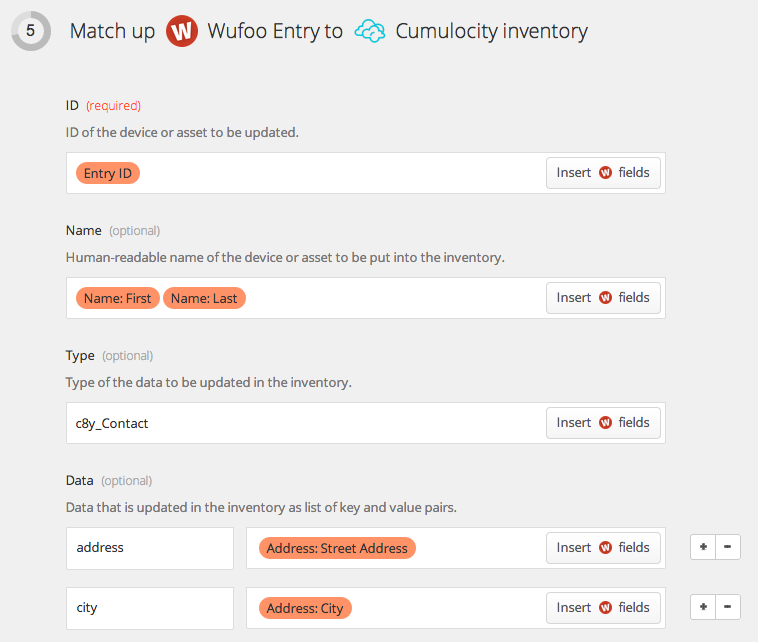 5 Match up W Wufoo Entry to Cumulocity inventory
ID (required)
ID of the device or asset to be updated.
Entry ID Insert W fields
Name (optional)
Human-readable name of the device or asset to be put into the inventory.
Name: First Name: Last Insert W fields
Type (optional)
Type of the data to be updated in the inventory.
c8y_Contact Insert W fields
Data (optional)
Data that is updated in the inventory as list of key and value pairs.
address Address: Street Address Insert W fields + -
city Address: City Insert W fields + -